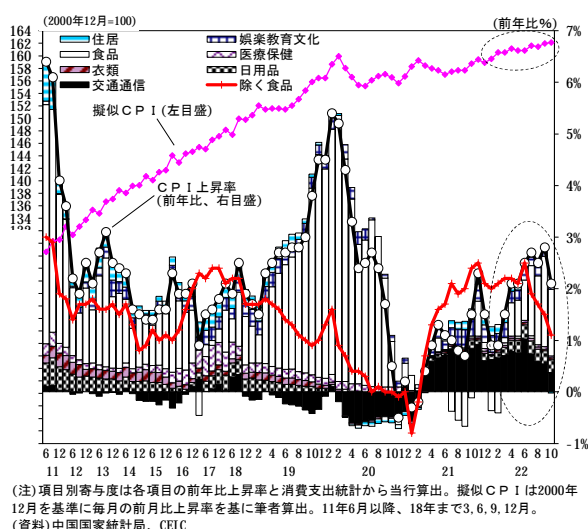 (2000年12月=100)
(前年比%)
164
162
160
158
156
154
152
150
148
146
144
142
140
138
136
134
132
7%
6%
5%
4%
3%
2%
1%
0%
-1%
住居
娯楽教育文化
食品
医療保健
衣類
日用品
交通通信
除く食品
擬似CPI(左目盛)
CPI上昇率
(前年比、右目盛)
6 12 6 12 6 12 6 12 6 12 6 12 6 12 6 12 2 4 6 8 10 12 2 4 6 8 10 12 2 4 6 8 10 12 2 4 6 8 10
11 12 13 14 15 16 17 18 19 20 21 22
(注)項目別寄与度は各項目の前年比上昇率と消費支出統計から当行算出。擬似CPIは2000年
12月を基準に毎月の前月比上昇率を基に筆者算出。11年6月以降、18年まで3,6,9,12月。
(資料)中国国家統計局、CEIC